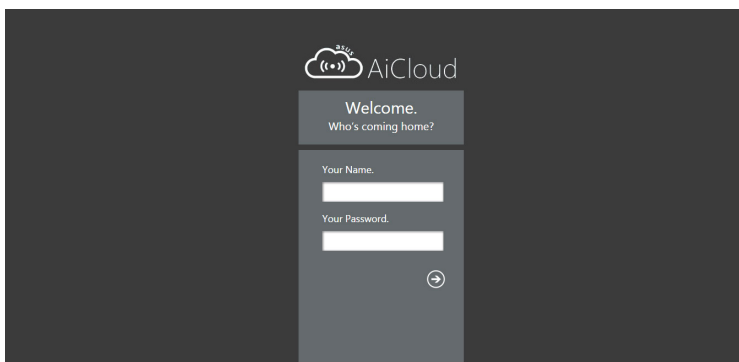 asus
AiCloud
Welcome.
Who's coming home?
Your Name.
Your Password.